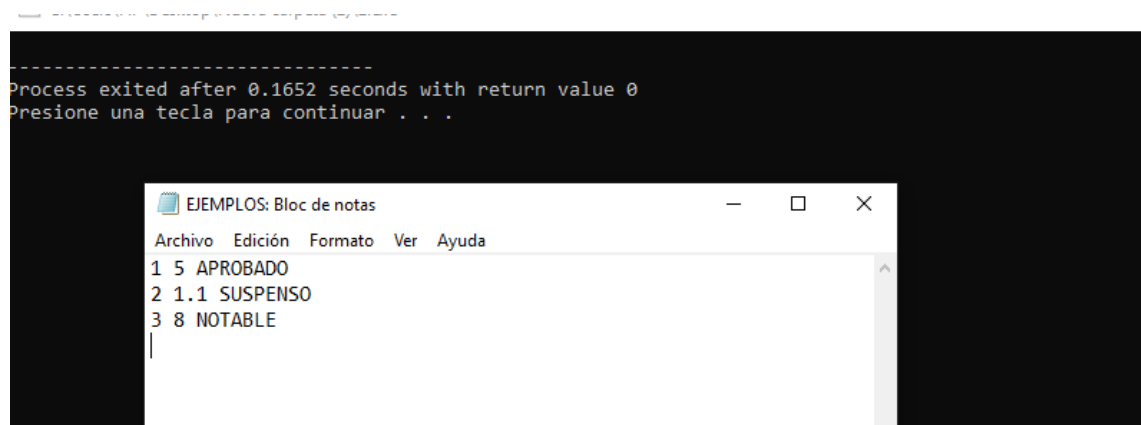 --------------------------------
Process exited after 0.1652 seconds with return value 0
Presione una tecla para continuar . . .
EJEMPLOS: Bloc de notas
Archivo Edición Formato Ver Ayuda
1 5 APROBADO
2 1.1 SUSPENSO
3 8 NOTABLE